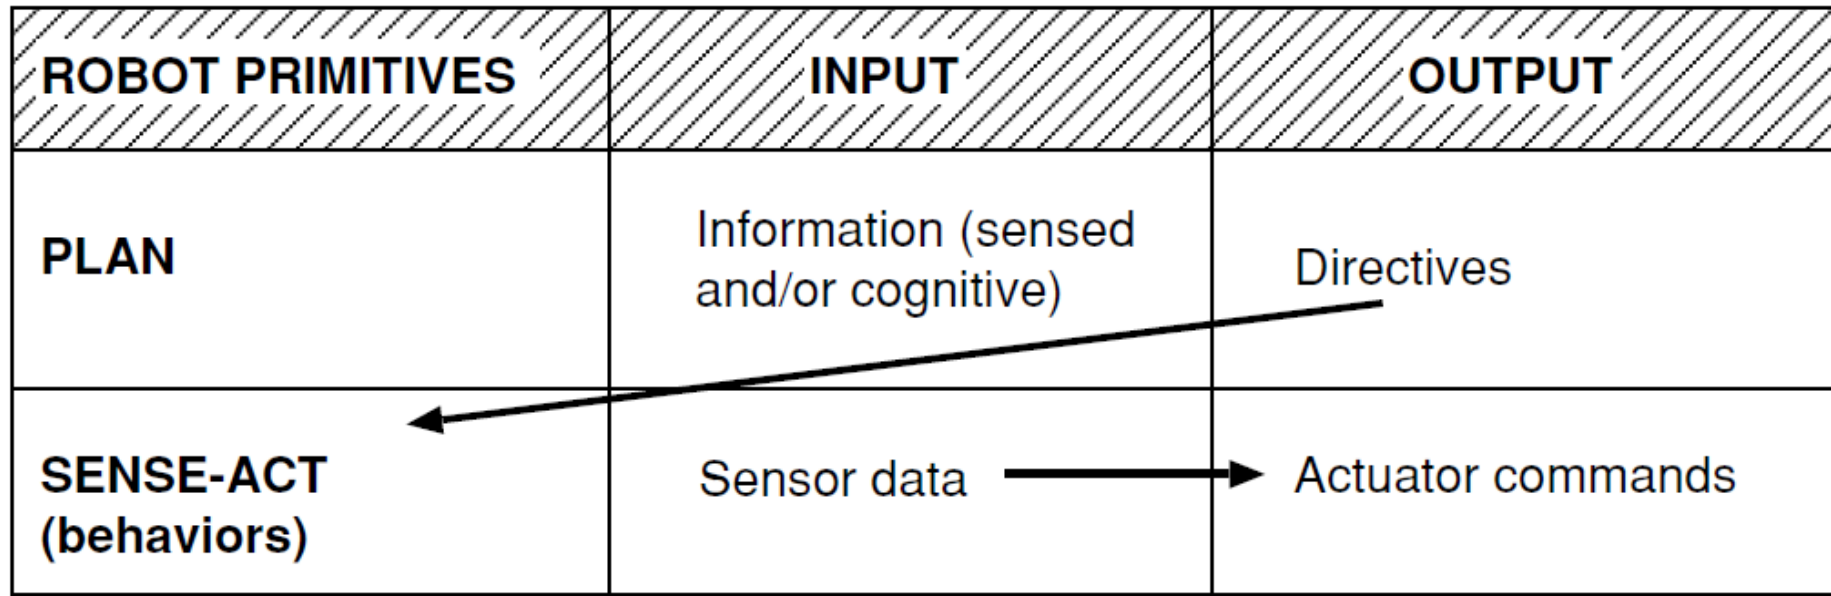 ROBOT PRIMITIVES INPUT OUTPUT
PLAN
Information (sensed
and/or cognitive)
Directives
SENSE-ACT
(behaviors)
Sensor data
Actuator commands